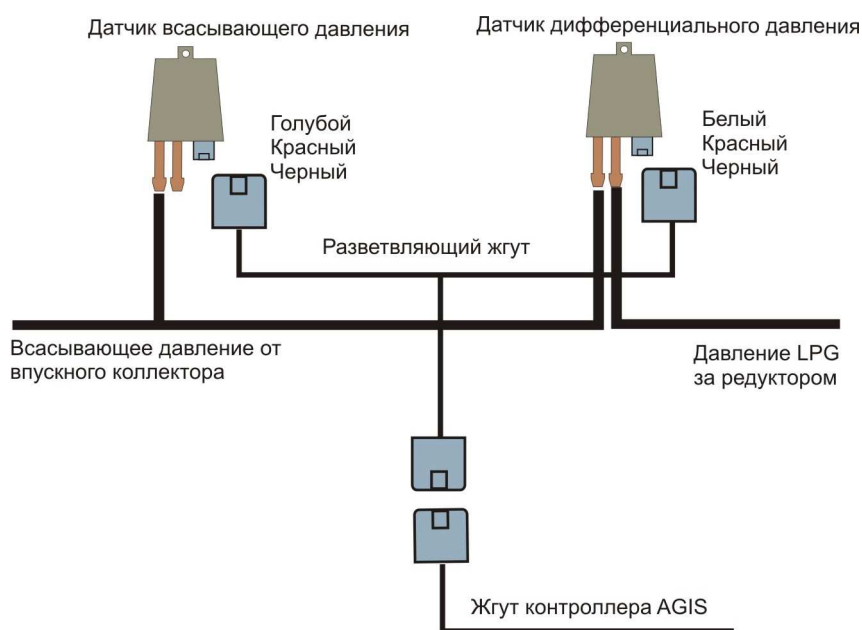 Датчик всасывающего давления
Датчик дифференциального давления
Голубой
Красный
Черный
Белый
Красный
Черный
Разветвляющий жгут
Всасывающее давление от
впускного коллектора
Давление LPG
за редуктором
Жгут контроллера AGIS